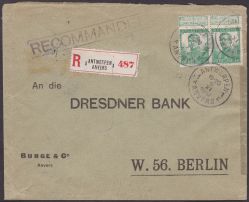 RECOMMANDÉ
R ANTWERPEN
ANVERS 487
An die
DRESDNER BANK
BUNGE & Co
Anvers
W. 56. BERLIN